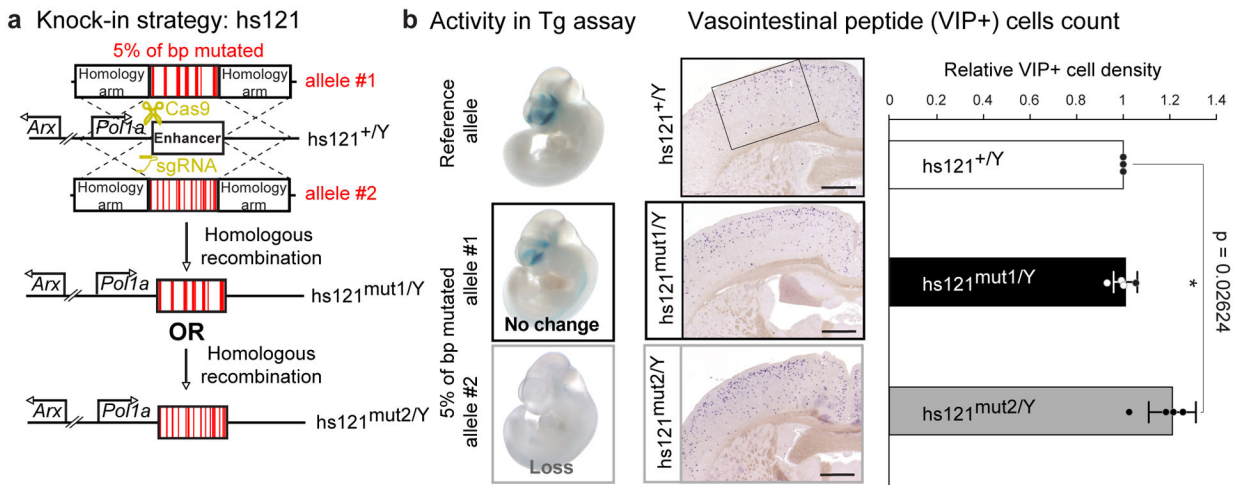 a Knock-in strategy: hs121
5% of bp mutated
Homology
arm
Homology
arm
allele #1
Cas9
Arx
Pol1a
Enhancer
hs121+/Y
sgRNA
Homology
arm
Homology
arm
allele #2
Homologous
recombination
Arx
Pol1a
hs121mut1/Y
OR
Homologous
recombination
Arx
Pol1a
hs121mut2/Y
b Activity in Tg assay
Vasointestinal peptide (VIP+) cells count
Reference
allele
5% of bp mutated
allele #1
allele #2
No change
Loss
hs121+/Y
hs121mut1/Y
hs121mut2/Y
Relative VIP+ cell density
0 0.2 0.4 0.6 0.8 1 1.2 1.4
hs121+/Y
hs121mut1/Y
hs121mut2/Y
*
p = 0.02624